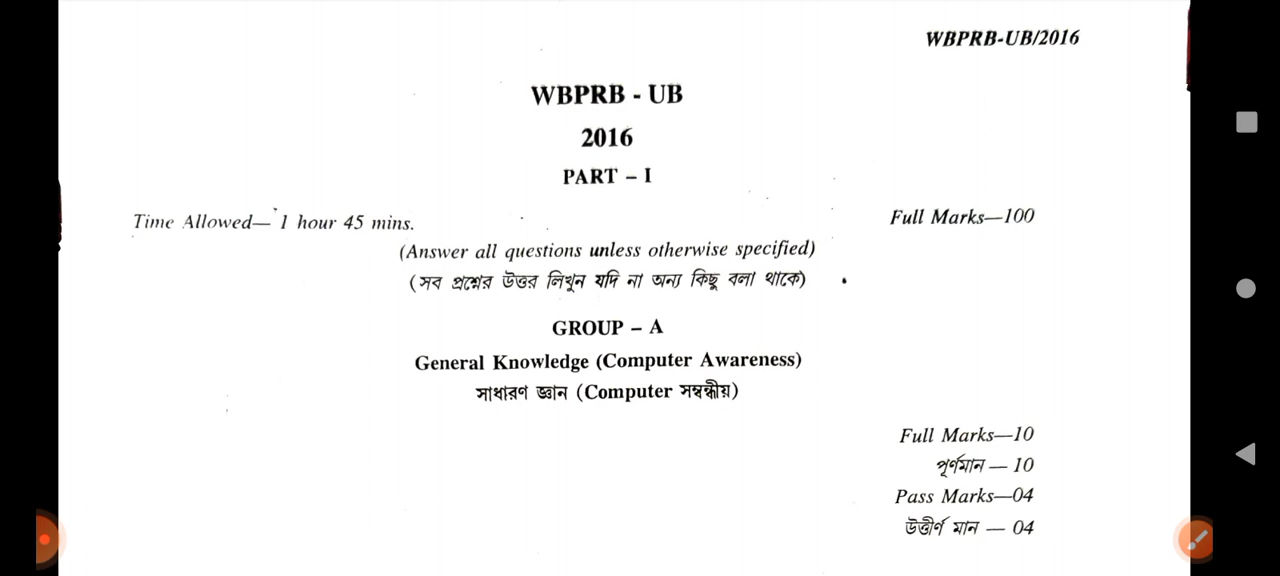 WBPRB-UB/2016
WBPRB - UB
2016
PART – I
Time Allowed— 1 hour 45 mins.
Full Marks—100
(Answer all questions unless otherwise specified)
(সব প্রশ্নের উত্তর লিখুন যদি না অন্য কিছু বলা থাকে)
GROUP – A
General Knowledge (Computer Awareness)
সাধারণ জ্ঞান (Computer সম্বন্ধীয়)
Full Marks—10
পূর্ণমান — 10
Pass Marks—04
উত্তীর্ণ মান — 04